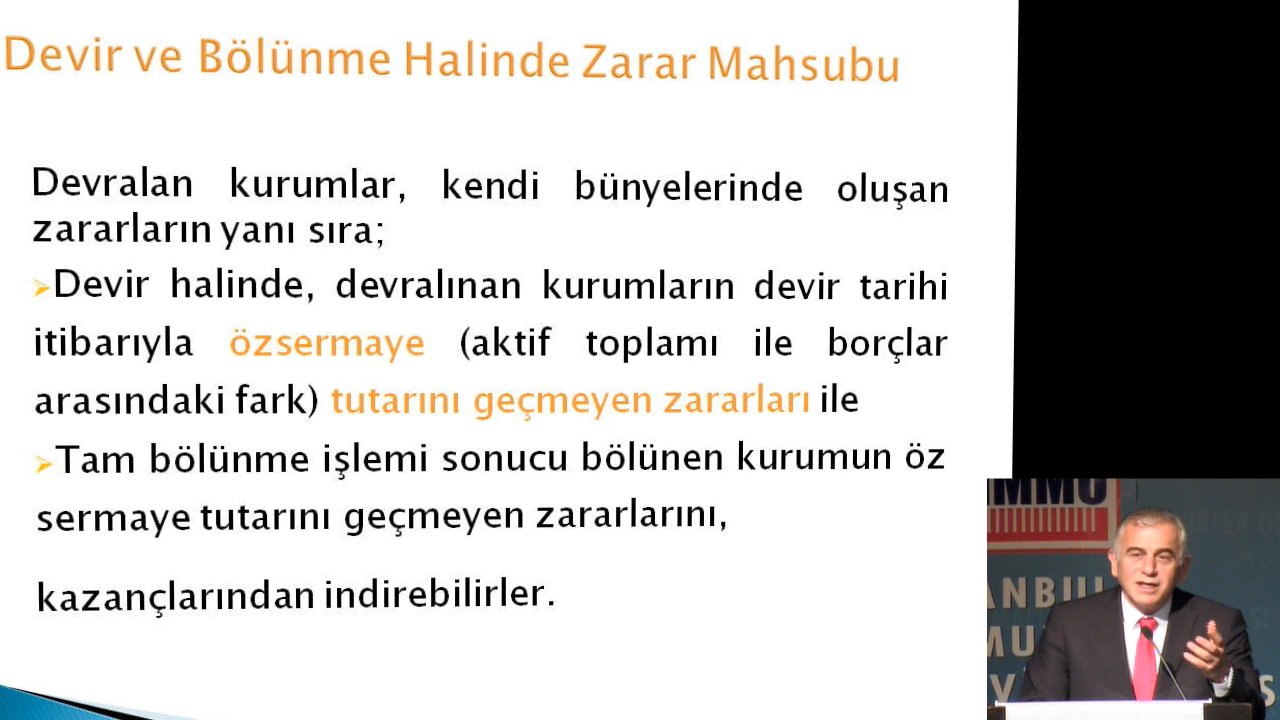 Devir ve Bölünme Halinde Zarar Mahsubu
Devralan kurumlar, kendi bünyelerinde oluşan
zararların yanı sıra;
Devir halinde, devralınan kurumların devir tarihi
itibarıyla özsermaye (aktif toplamı ile borçlar
arasındaki fark) tutarını geçmeyen zararları ile
Tam bölünme işlemi sonucu bölünen kurumun öz
sermaye tutarını geçmeyen zararlarını,
kazançlarından indirebilirler.